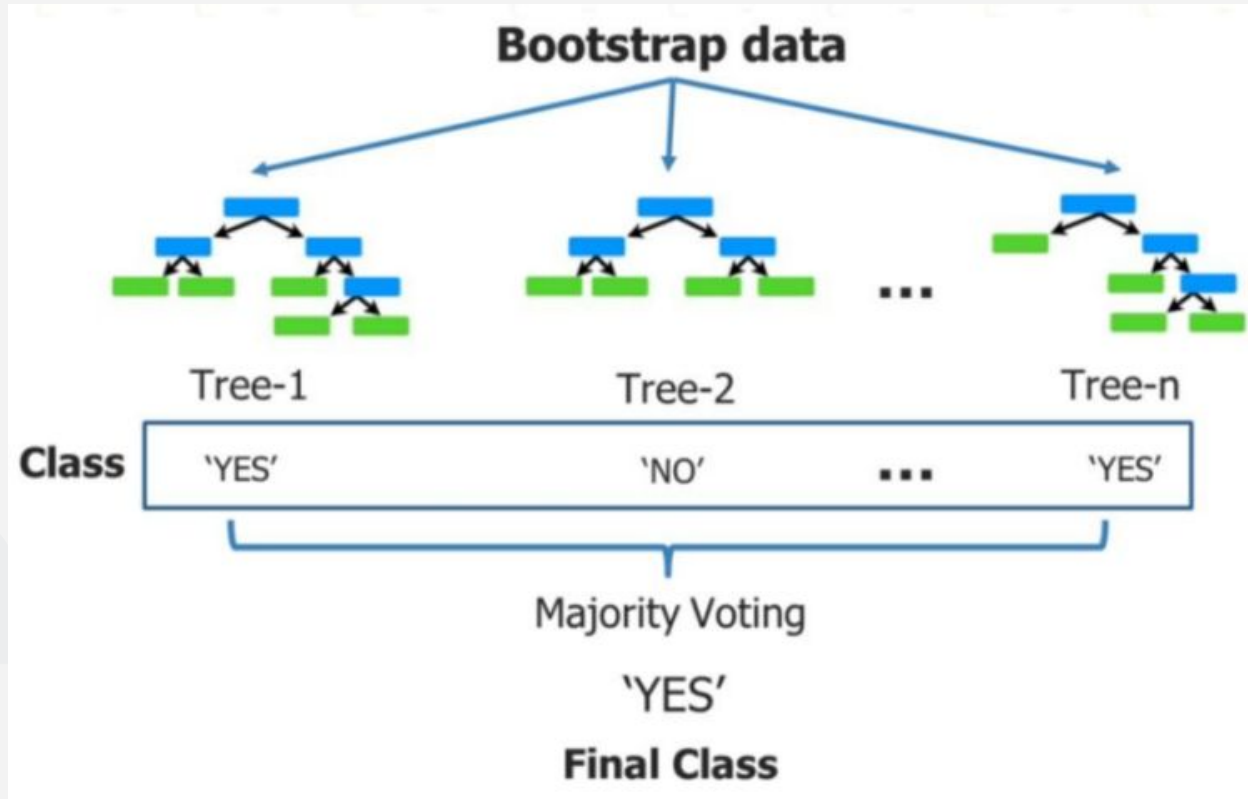 Bootstrap data
...
Tree-1 Tree-2 Tree-n
Class ‘YES’ ‘NO’ ... ‘YES’
Majority Voting
‘YES’
Final Class